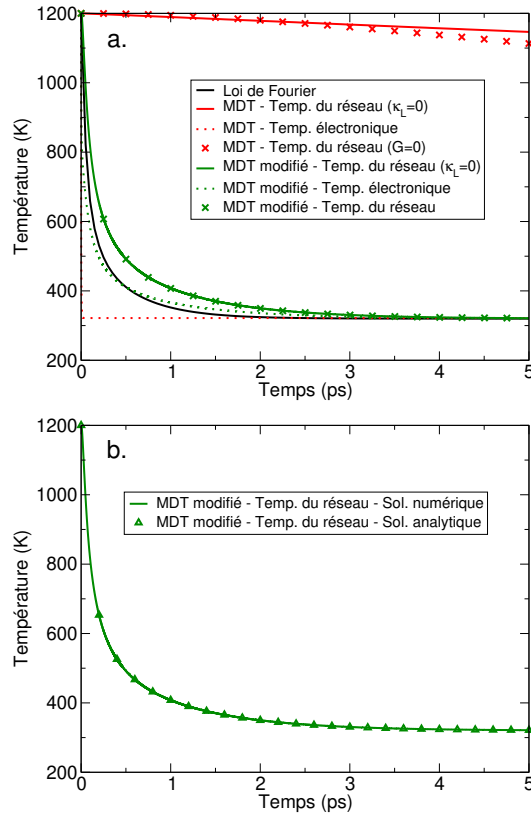 a.
1200
1000
800
600
400
200
Température (K)
Loi de Fourier
MDT - Temp. du réseau (κL=0)
MDT - Temp. électronique
MDT - Temp. du réseau (G=0)
MDT modifié - Temp. du réseau (κL=0)
MDT modifié - Temp. électronique
MDT modifié - Temp. du réseau
0 1 2 3 4 5
Temps (ps)
b.
1200
1000
800
600
400
200
Température (K)
MDT modifié - Temp. du réseau - Sol. numérique
MDT modifié - Temp. du réseau - Sol. analytique
0 1 2 3 4 5
Temps (ps)